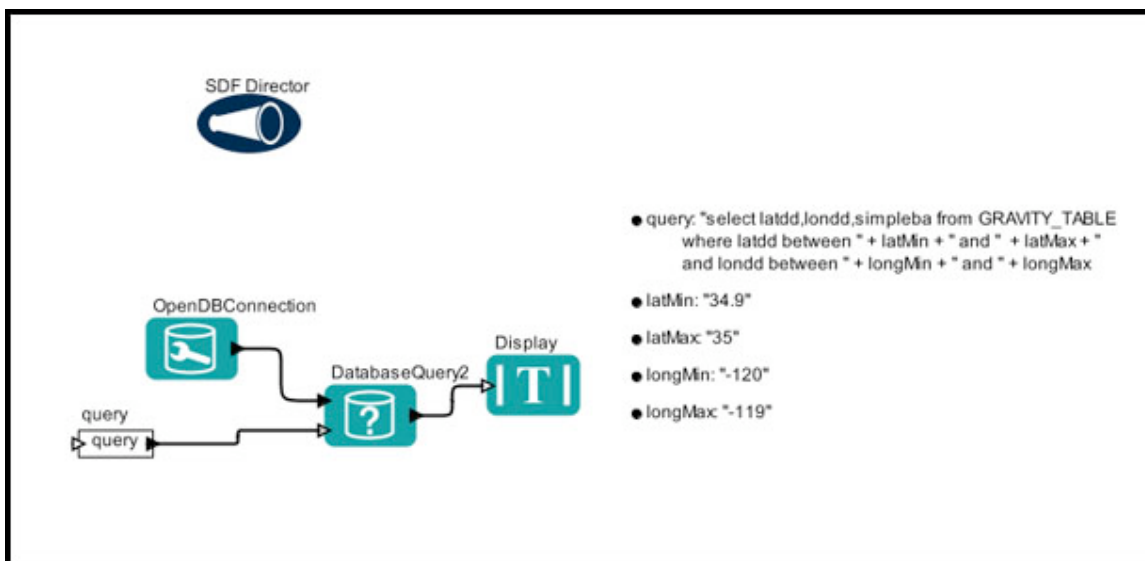 SDF Director
query: "select latdd,londd,simpleba from GRAVITY_TABLE
where latdd between " + latMin + " and " + latMax + "
and londd between " + longMin + " and " + longMax
latMin: "34.9"
latMax: "35"
longMin: "-120"
longMax: "-119"
OpenDBConnection
Display
T
DatabaseQuery2
?
query
query